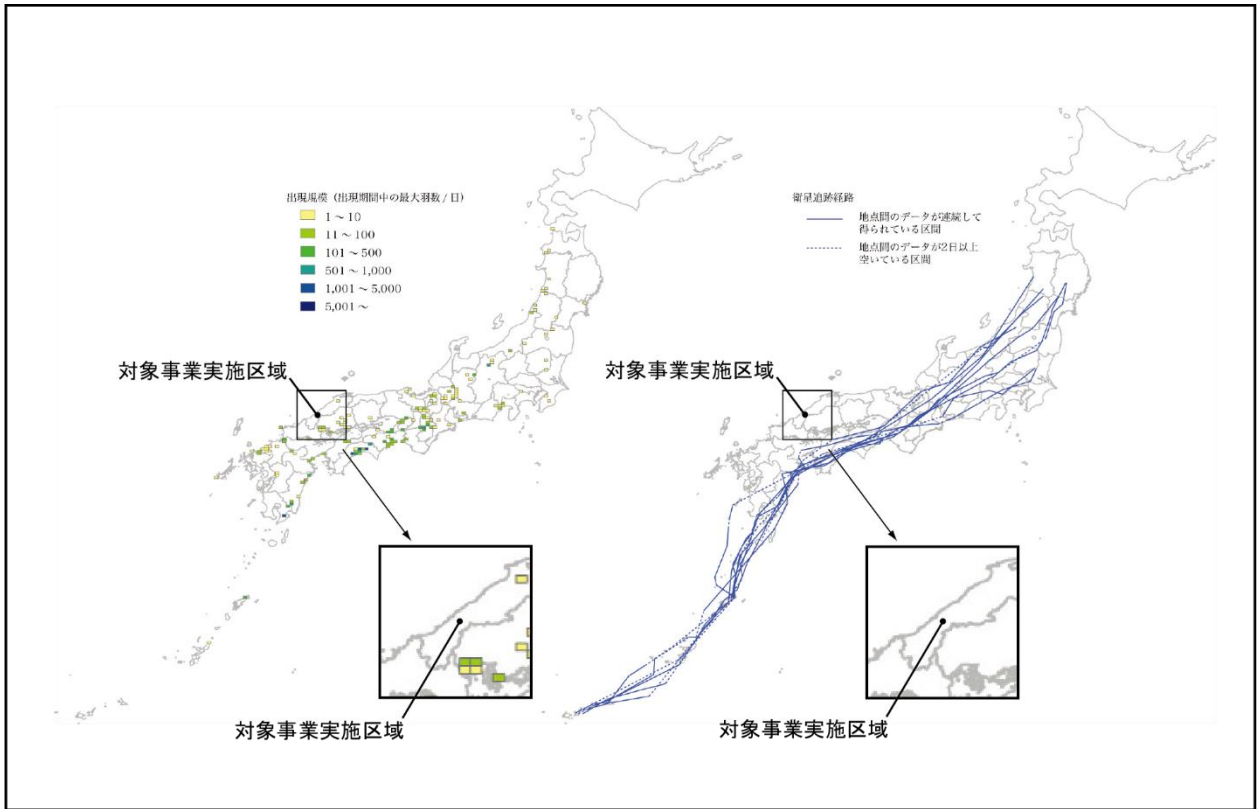 出現規模（出現期間中の最大羽数 / 日）
1～10
11～100
101～500
501～1,000
1,001～5,000
5,001～
対象事業実施区域
対象事業実施区域
衛星追跡経路
地点間のデータが連続して
得られている区間
地点間のデータが2日以上
空いている区間
対象事業実施区域
対象事業実施区域